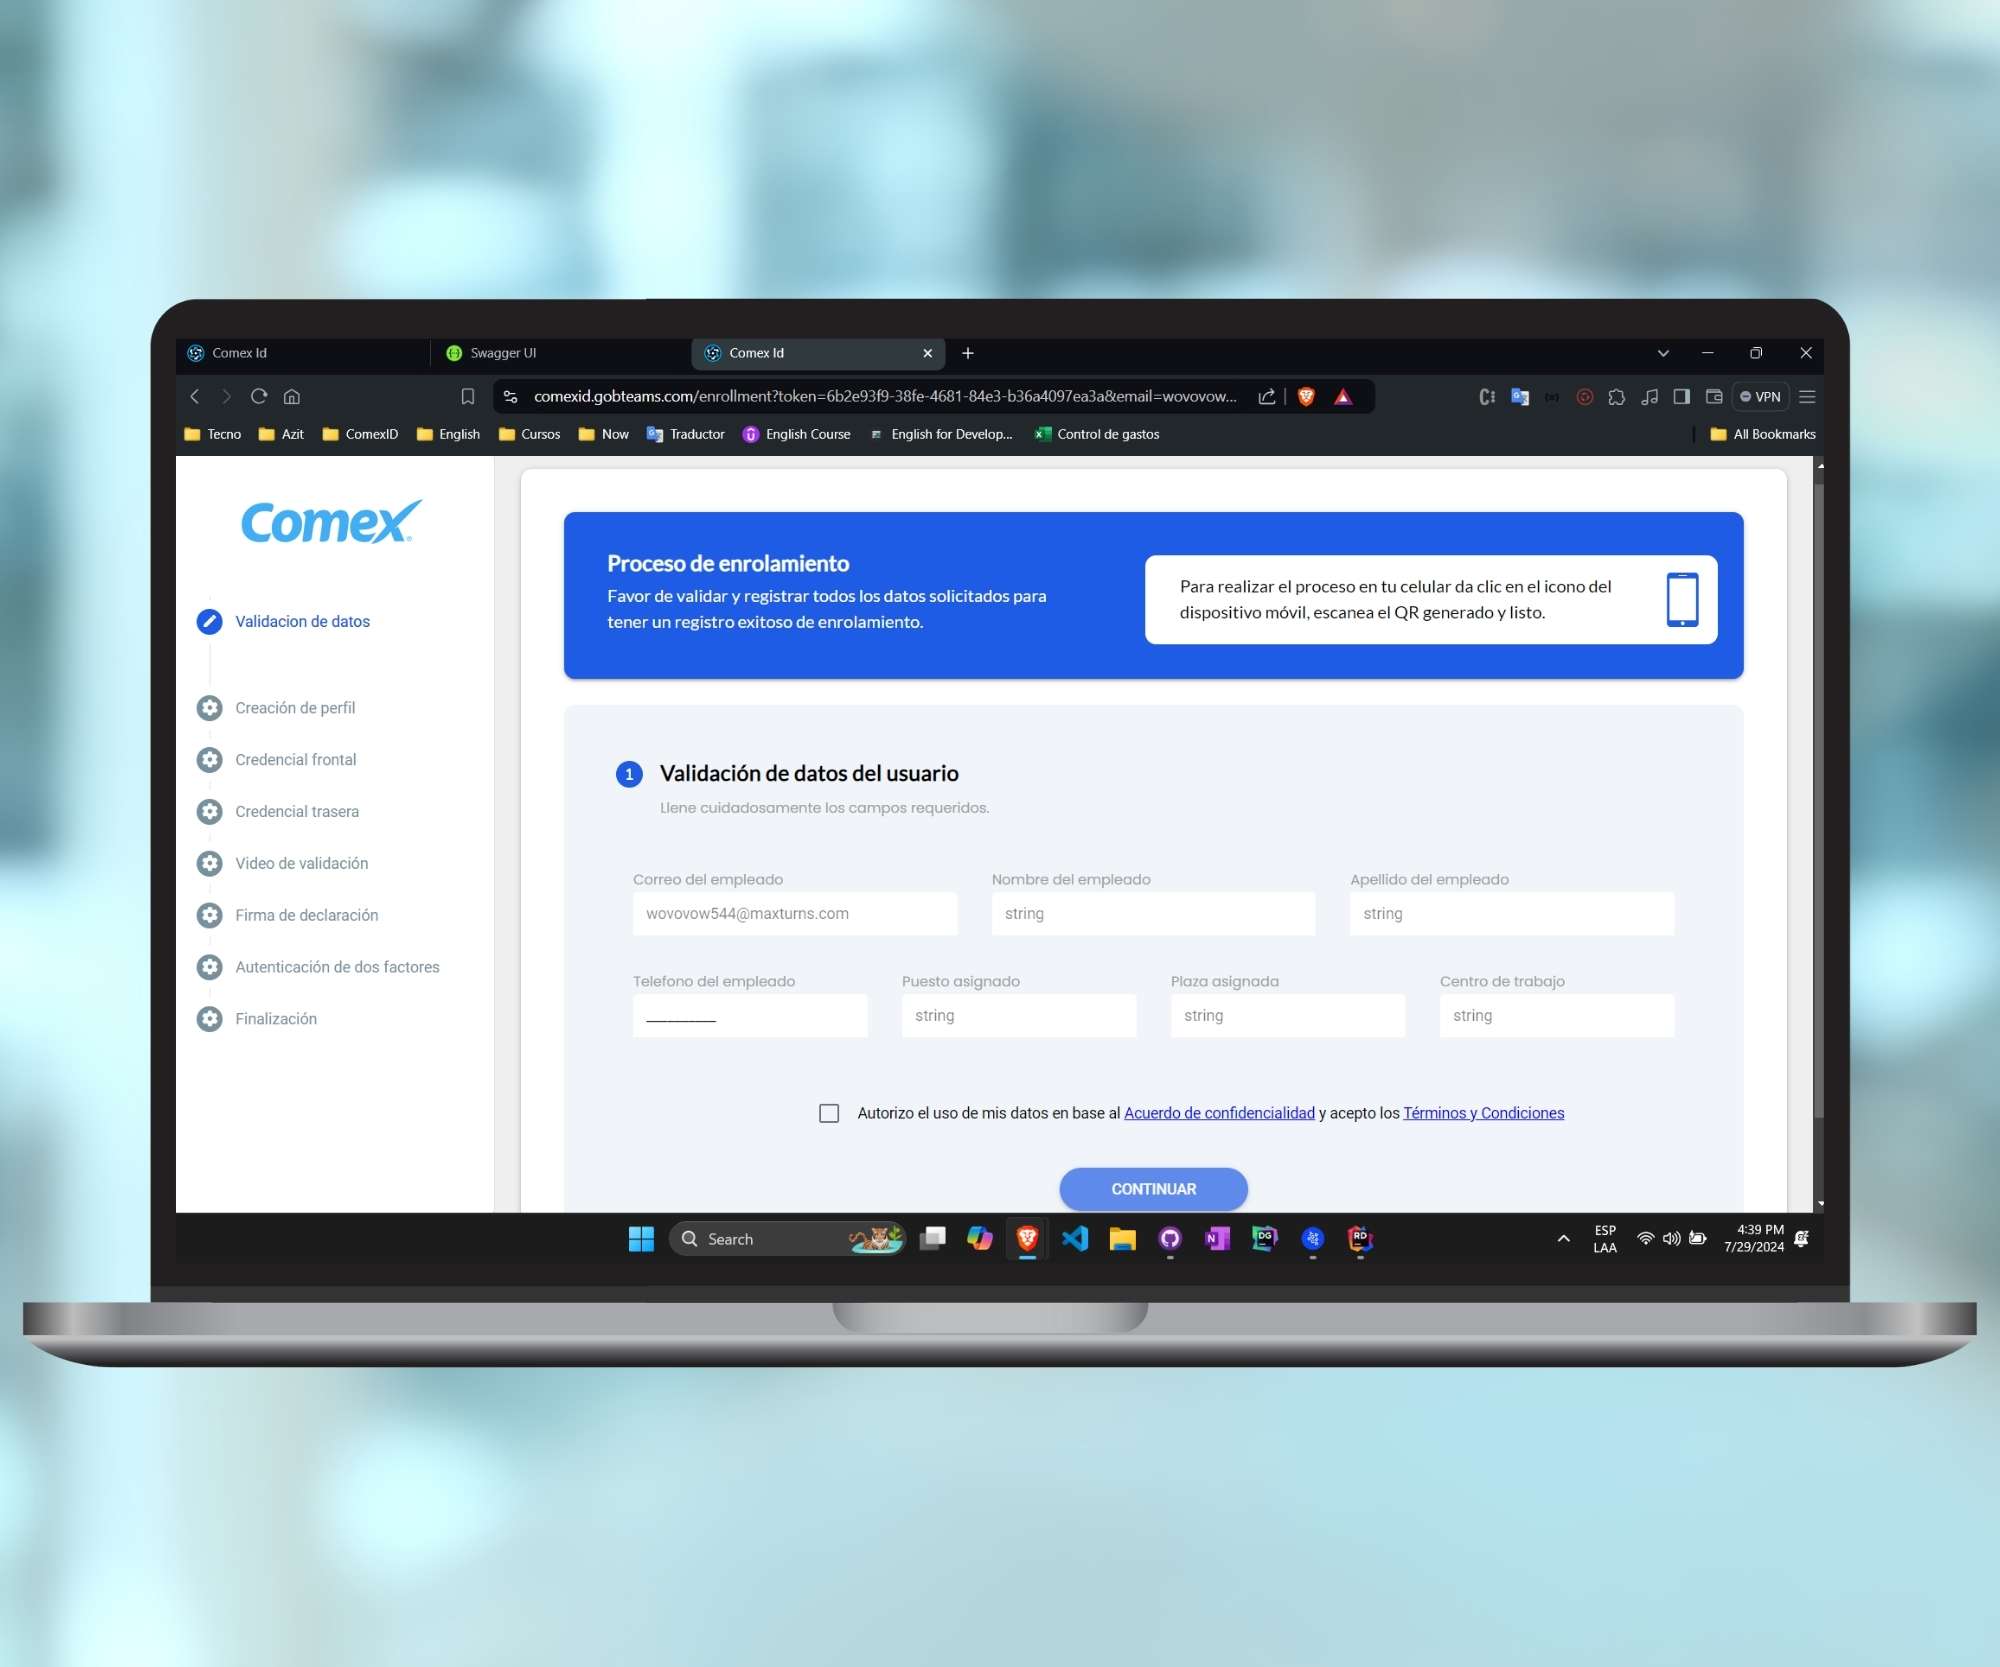 Comex Id
Swagger UI
Comex Id
comexid.gobteams.com/enrollment?token=6b2e93f9-38fe-4681-84e3-b36a4097ea3a&email=wovovow...
VPN
Tecno
Azit
ComexID
English
Cursos
Now
Traductor
English Course
English for Develop...
Control de gastos
All Bookmarks
Comex
Validacion de datos
Creación de perfil
Credencial frontal
Credencial trasera
Video de validación
Firma de declaración
Autenticación de dos factores
Finalización
Proceso de enrolamiento
Favor de validar y registrar todos los datos solicitados para
tener un registro exitoso de enrolamiento.
Para realizar el proceso en tu celular da clic en el icono del
dispositivo móvil, escanea el QR generado y listo.
1 Validación de datos del usuario
Llene cuidadosamente los campos requeridos.
Correo del empleado
wovovow544@maxturns.com
Nombre del empleado
string
Apellido del empleado
string
Telefono del empleado
__________
Puesto asignado
string
Plaza asignada
string
Centro de trabajo
string
Autorizo el uso de mis datos en base al Acuerdo de confidencialidad y acepto los Términos y Condiciones
CONTINUAR
Search
N
DG
RD
ESP
LAA
4:39 PM
7/29/2024